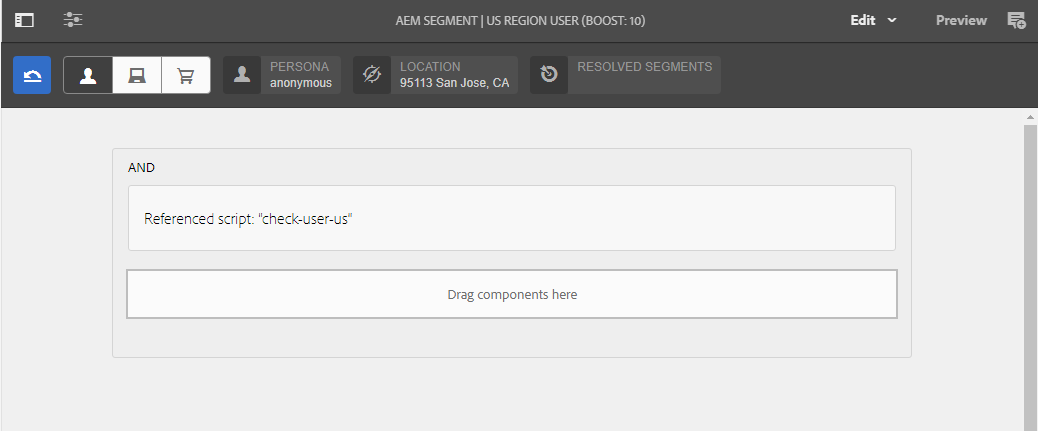 AEM SEGMENT | US REGION USER (BOOST: 10)
Edit
Preview
PERSONA
anonymous
LOCATION
95113 San Jose, CA
RESOLVED SEGMENTS
AND
Referenced script: "check-user-us"
Drag components here